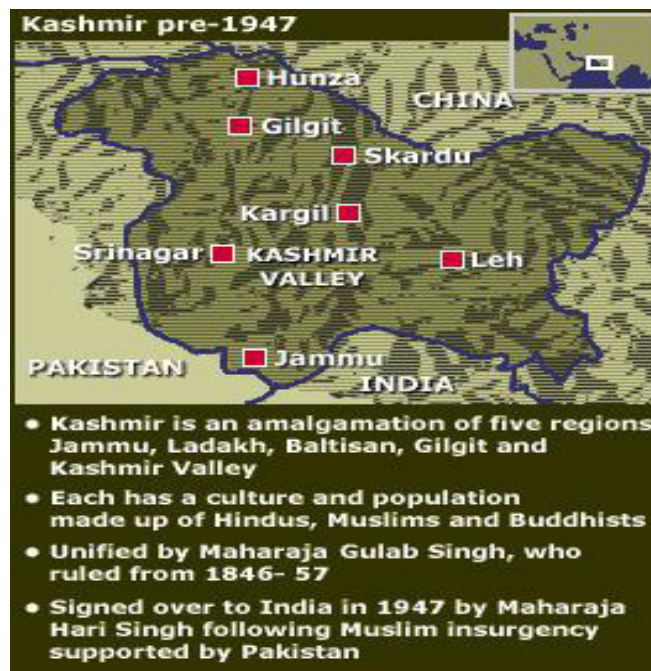 Kashmir pre-1947
Hunza
CHINA
Gilgit
Skardu
Kargil
Srinagar
KASHMIR
VALLEY
Leh
Jammu
PAKISTAN
INDIA
• Kashmir is an amalgamation of five regions
Jammu, Ladakh, Baltisan, Gilgit and
Kashmir Valley
• Each has a culture and population
made up of Hindus, Muslims and Buddhists
• Unified by Maharaja Gulab Singh, who
ruled from 1846- 57
• Signed over to India in 1947 by Maharaja
Hari Singh following Muslim insurgency
supported by Pakistan